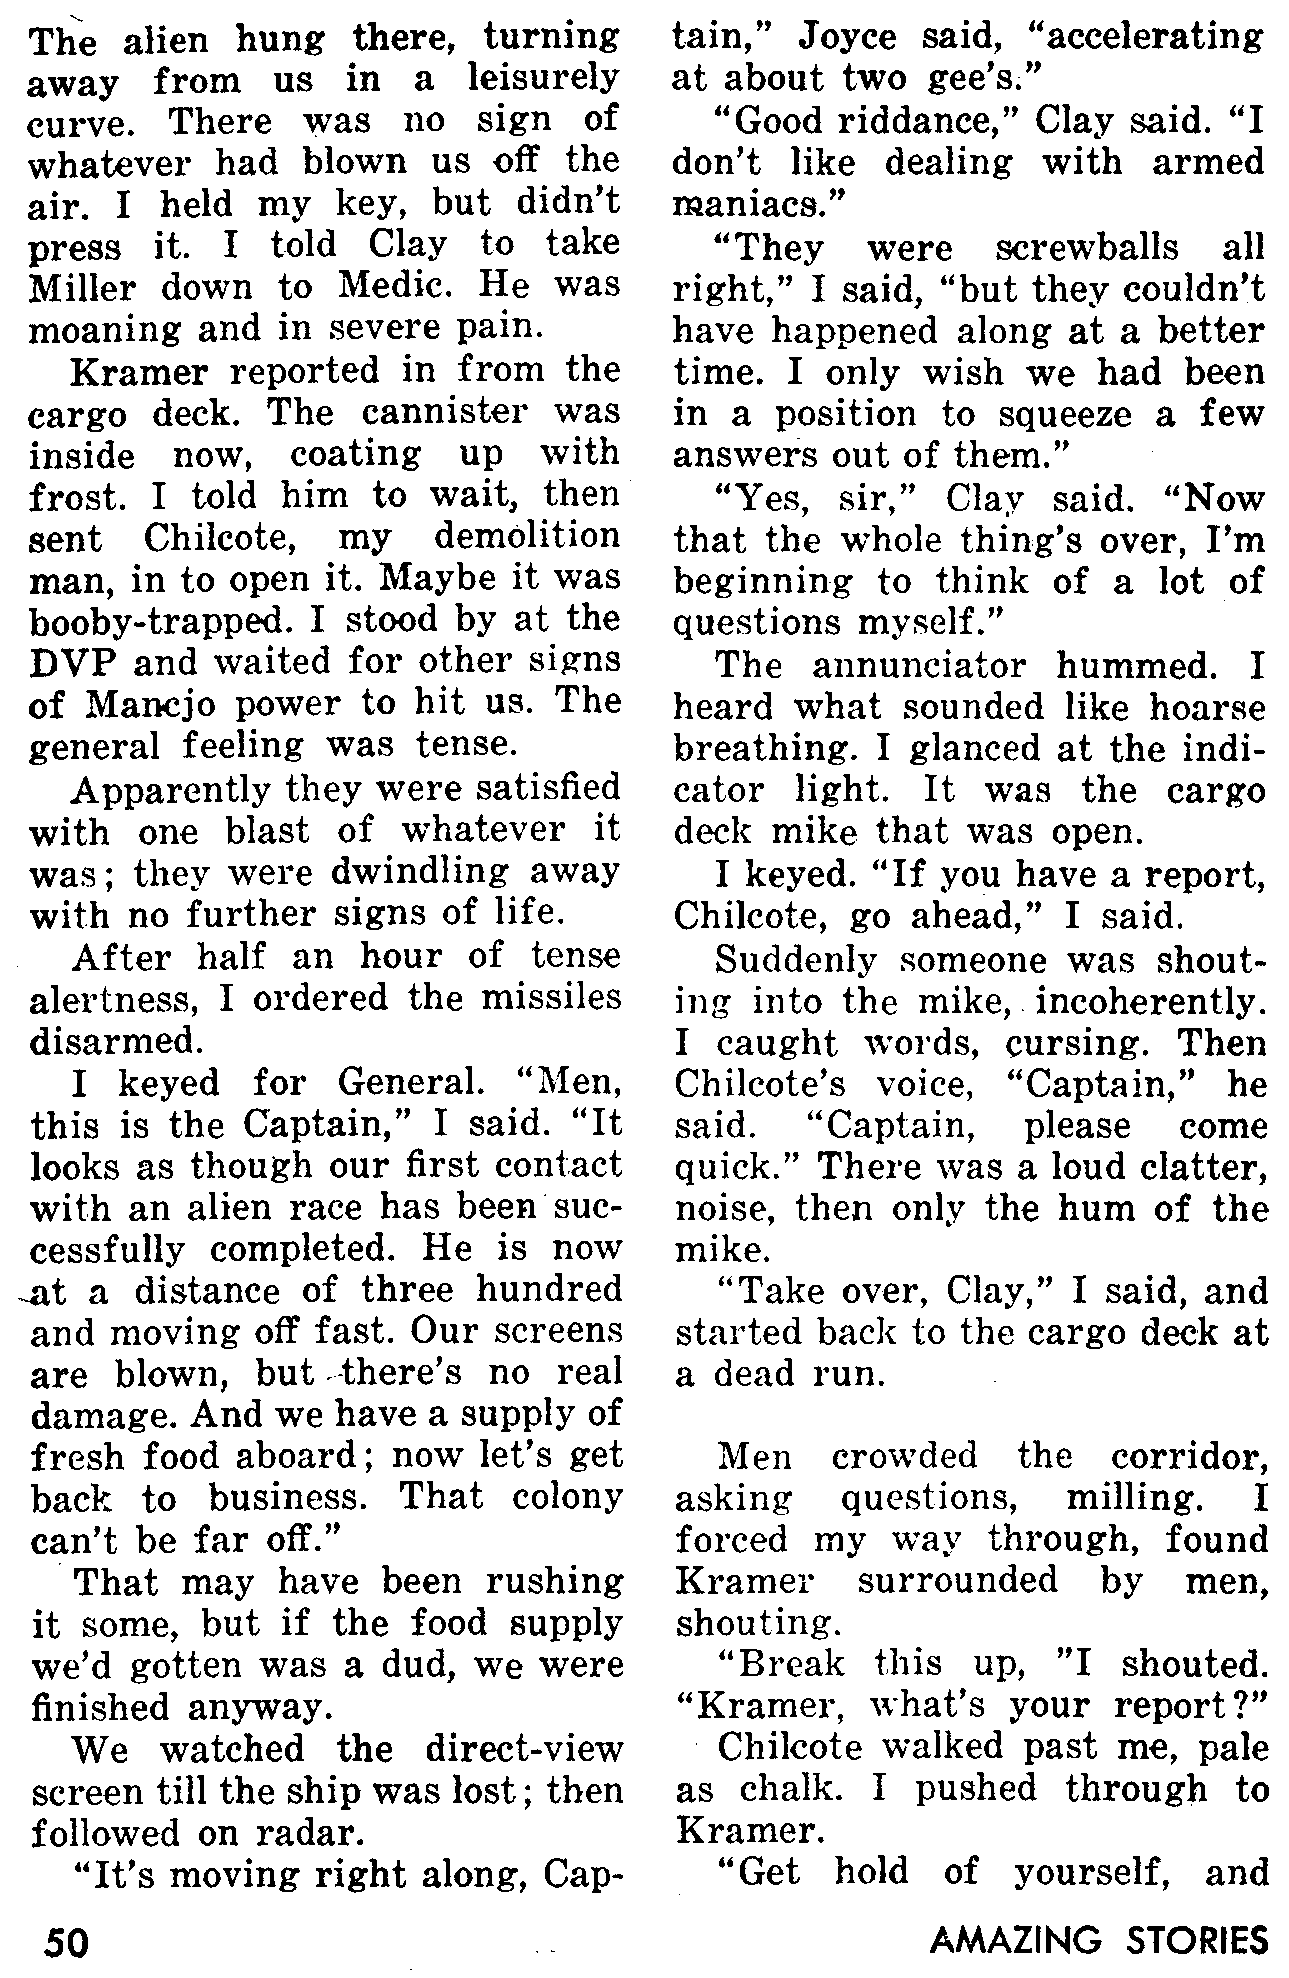 The alien hung there, turning
away from us in a leisurely
curve. There was no sign of
whatever had blown us off the
air. I held my key, but didn't
press it. I told Clay to take
Miller down to Medic. He was
moaning and in severe pain.
Kramer reported in from the
cargo deck. The cannister was
inside now, coating up with
frost. I told him to wait, then
sent Chilcote, my demolition
man, in to open it. Maybe it was
booby-trapped. I stood by at the
DVP and waited for other signs
of Mancjo power to hit us. The
general feeling was tense.
Apparently they were satisfied
with one blast of whatever it
was; they were dwindling away
with no further signs of life.
After half an hour of tense
alertness, I ordered the missiles
disarmed.
I keyed for General. “Men,
this is the Captain,” I said. “It
looks as though our first contact
with an alien race has been suc-
cessfully completed. He is now
at a distance of three hundred
and moving off fast. Our screens
are blown, but there's no real
damage. And we have a supply of
fresh food aboard; now let's get
back to business. That colony
can't be far off.”
That may have been rushing
it some, but if the food supply
we'd gotten was a dud, we were
finished anyway.
We watched the direct-view
screen till the ship was lost; then
followed on radar.
“It's moving right along, Cap-
tain,” Joyce said, “accelerating
at about two gee's.”
“Good riddance,” Clay said. “I
don't like dealing with armed
maniacs.”
“They were screwballs all
right,” I said, “but they couldn't
have happened along at a better
time. I only wish we had been
in a position to squeeze a few
answers out of them.”
“Yes, sir,” Clay said. “Now
that the whole thing's over, I'm
beginning to think of a lot of
questions myself.”
The annunciator hummed. I
heard what sounded like hoarse
breathing. I glanced at the indi-
cator light. It was the cargo
deck mike that was open.
I keyed. “If you have a report,
Chilcote, go ahead,” I said.
Suddenly someone was shout-
ing into the mike, incoherently.
I caught words, cursing. Then
Chilcote's voice, “Captain,” he
said. “Captain, please come
quick.” There was a loud clatter,
noise, then only the hum of the
mike.
“Take over, Clay,” I said, and
started back to the cargo deck at
a dead run.
Men crowded the corridor,
asking questions, milling. I
forced my way through, found
Kramer surrounded by men,
shouting.
“Break this up, ”I shouted.
“Kramer, what's your report?”
Chilcote walked past me, pale
as chalk. I pushed through to
Kramer.
“Get hold of yourself, and
50 AMAZING STORIES